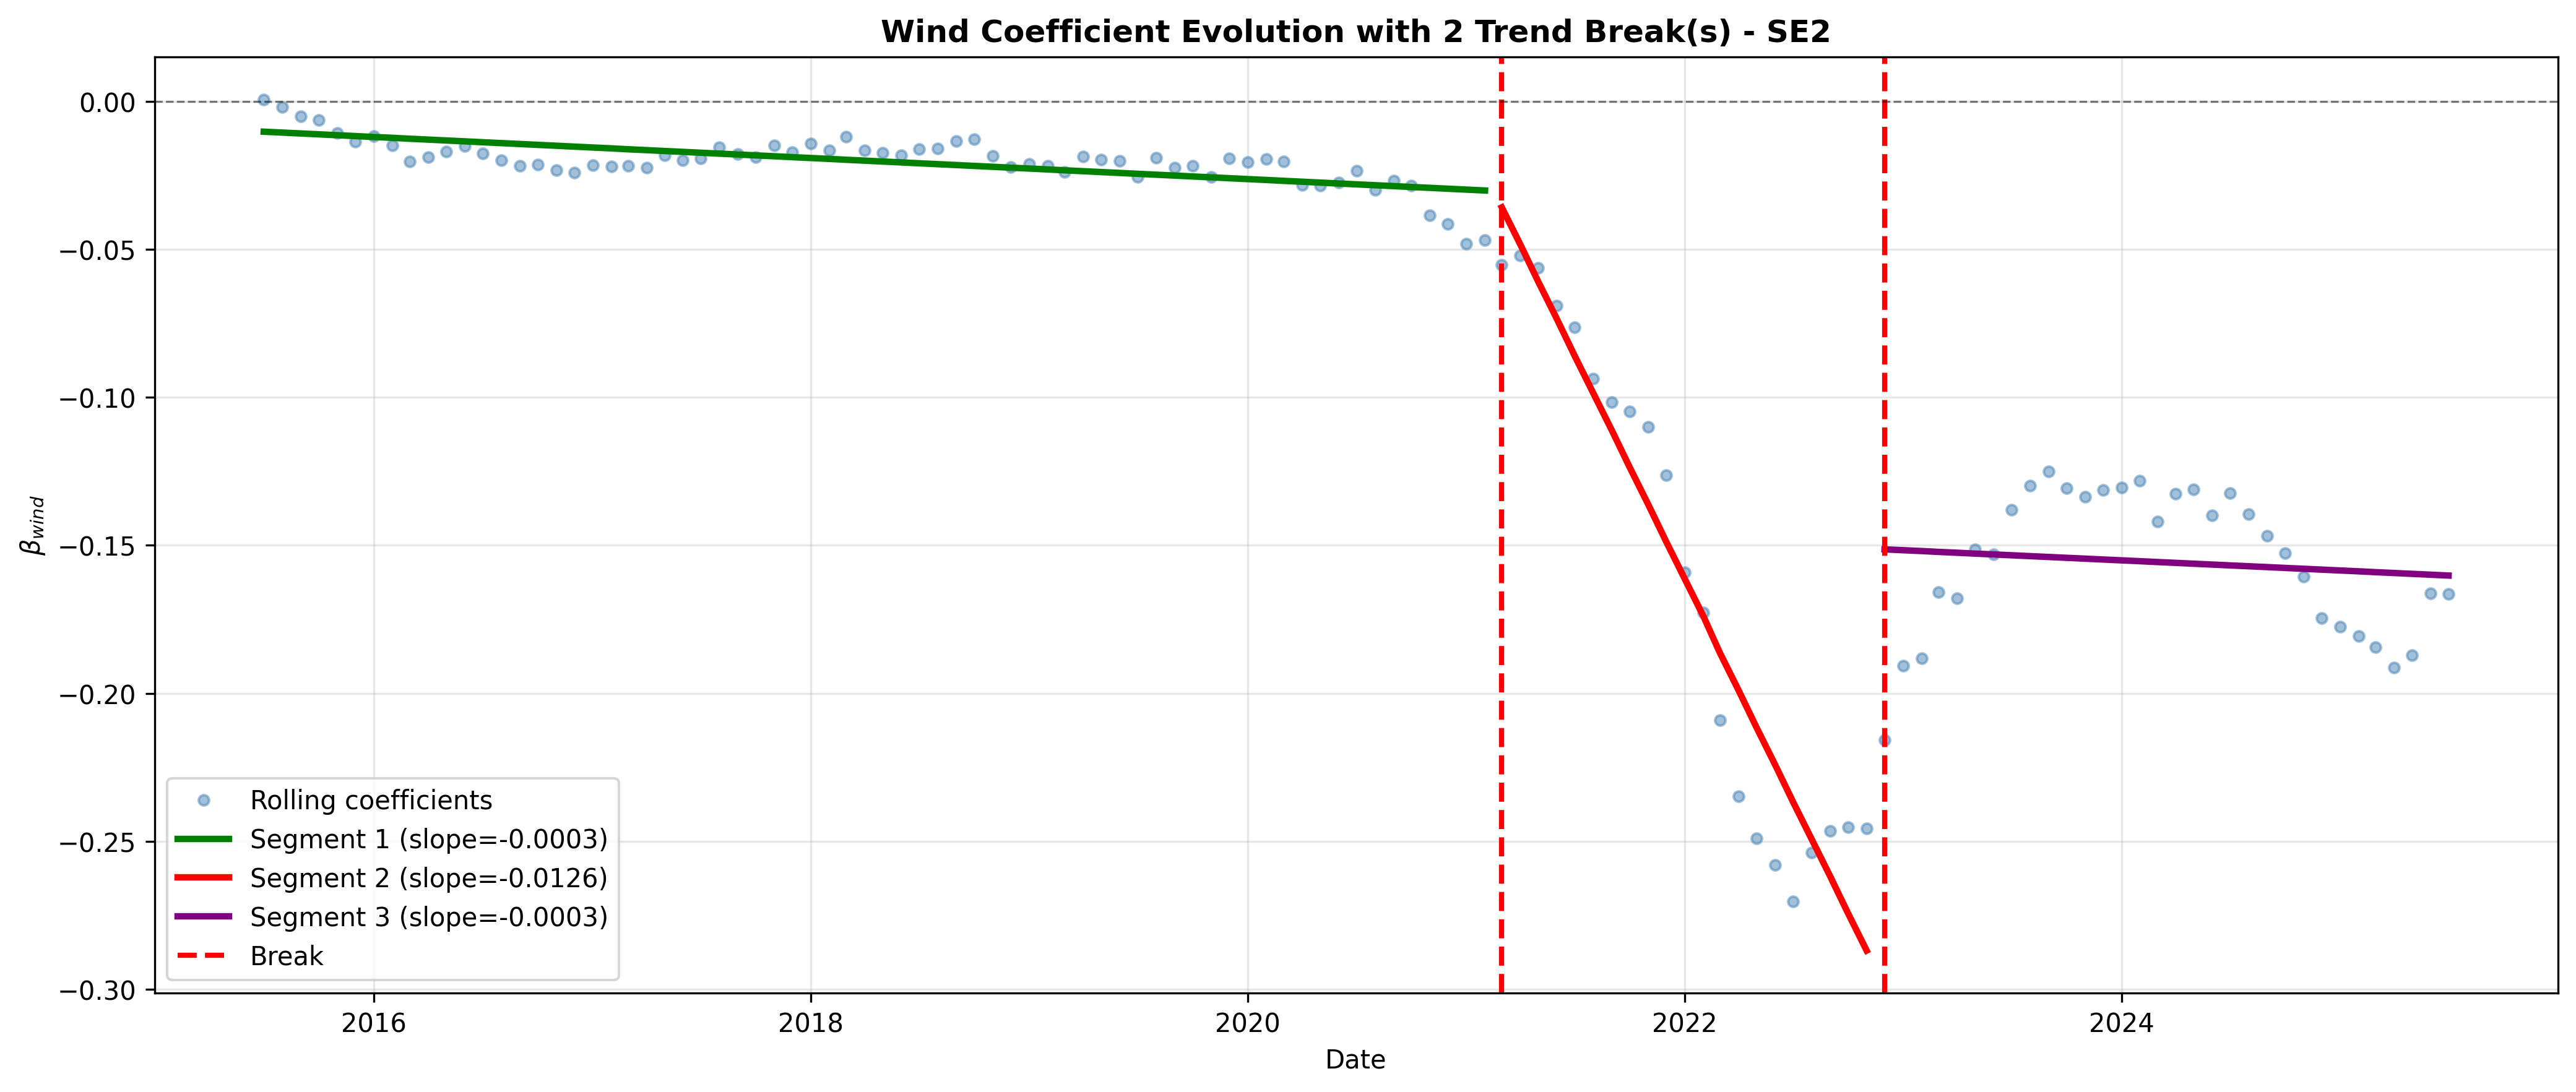 Wind Coefficient Evolution with 2 Trend Break(s) - SE2
0.00
−0.05
−0.10
−0.15
−0.20
−0.25
−0.30
β_wind
Rolling coefficients
Segment 1 (slope=-0.0003)
Segment 2 (slope=-0.0126)
Segment 3 (slope=-0.0003)
Break
2016 2018 2020 2022 2024
Date